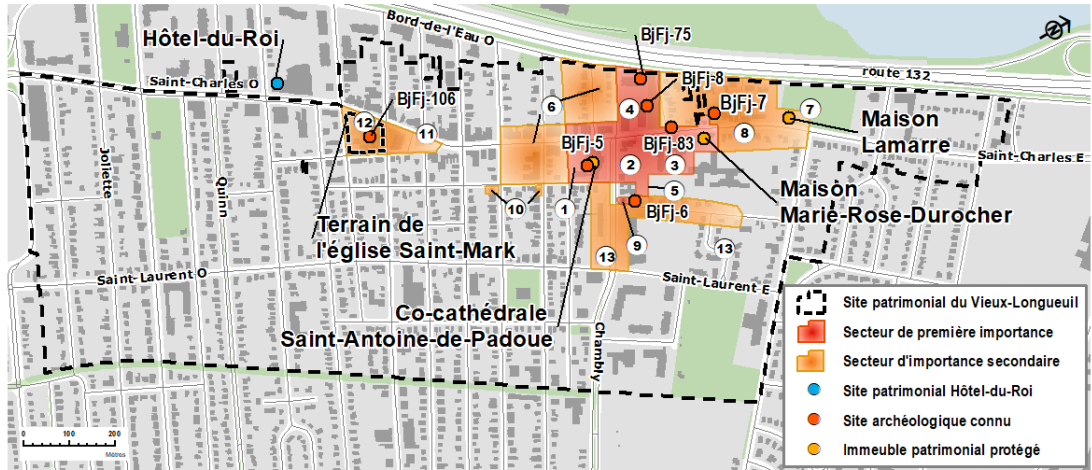 Bord-de-l'Eau O
BjFj-75
Hôtel-du-Roi
BjFj-8
route 132
Saint-Charles O
BjFj-106
6
4
BjFj-7
7
12
11
8
Maison
Lamarre
BjFj-5
BjFj-83
Saint-Charles E
Joliette
Quinn
2
3
5
Maison
Marie-Rose-Durocher
10
1
BjFj-6
Terrain de
l'église Saint-Mark
9
13
13
Saint-Laurent O
Saint-Laurent E
Co-cathédrale
Saint-Antoine-de-Padoue
Chambly
Site patrimonial du Vieux-Longueuil
Secteur de première importance
Secteur d'importance secondaire
Site patrimonial Hôtel-du-Roi
Site archéologique connu
Immeuble patrimonial protégé
0 100 200
Mètres